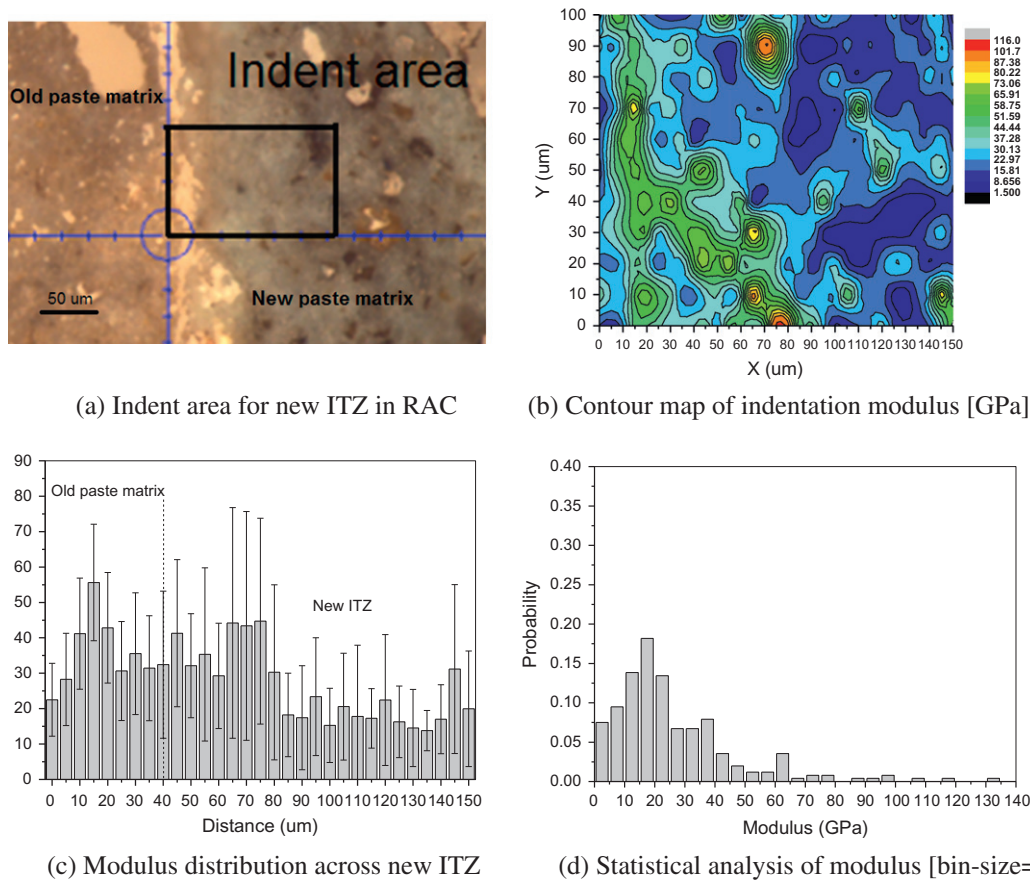 Indent area
Old paste matrix
50 um
New paste matrix
(a) Indent area for new ITZ in RAC
100
90
80
70
60
50
40
30
20
10
0
Y (um)
0 10 20 30 40 50 60 70 80 90 100 110 120 130 140 150
X (um)
116.0
101.7
87.38
80.22
73.06
65.91
58.75
51.59
44.44
37.28
30.13
22.97
15.81
8.656
1.500
(b) Contour map of indentation modulus [GPa]
90
80
70
60
50
40
30
20
10
0
Old paste matrix
New ITZ
0 10 20 30 40 50 60 70 80 90 100 110 120 130 140 150
Distance (um)
(c) Modulus distribution across new ITZ
0.40
0.35
0.30
0.25
0.20
0.15
0.10
0.05
0.00
Probability
0 10 20 30 40 50 60 70 80 90 100 110 120 130 140
Modulus (GPa)
(d) Statistical analysis of modulus [bin-size=